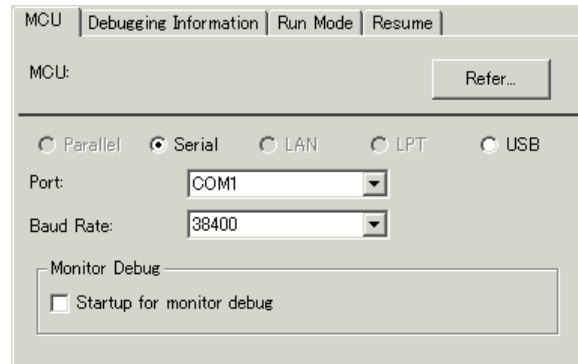 MCU Debugging Information Run Mode Resume
MCU: Refer...
Parallel Serial LAN LPT USB
Port: COM1
Baud Rate: 38400
Monitor Debug
Startup for monitor debug